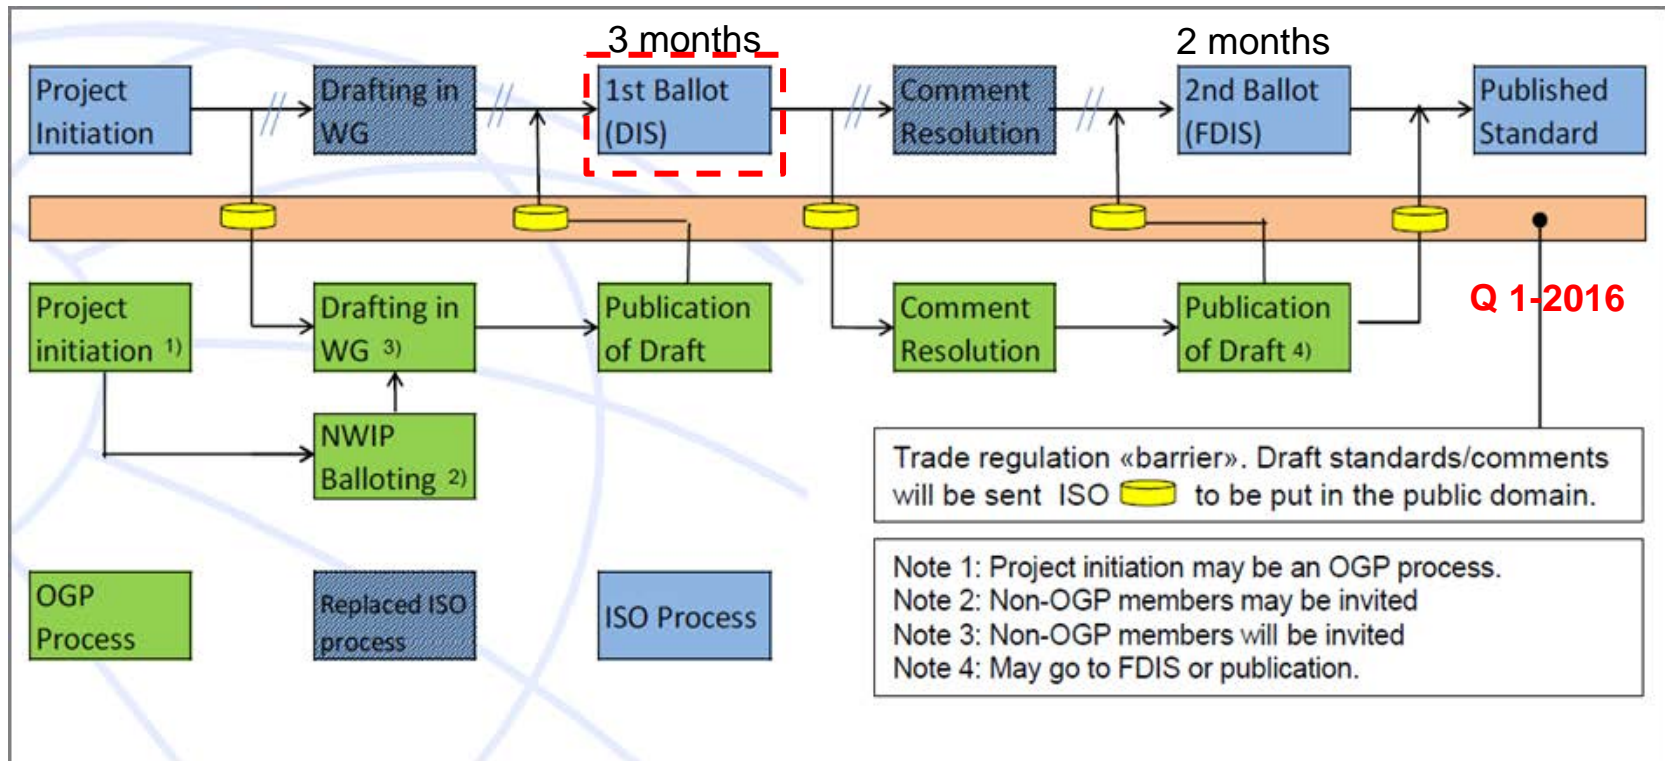 3 months
2 months
Project
Initiation
Drafting in
WG
1st Ballot
(DIS)
Comment
Resolution
2nd Ballot
(FDIS)
Published
Standard
Project
initiation 1)
Drafting in
WG 3)
Publication
of Draft
Comment
Resolution
Publication
of Draft 4)
Q 1-2016
NWIP
Balloting 2)
Trade regulation «barrier». Draft standards/comments
will be sent ISO to be put in the public domain.
OGP
Process
Replaced ISO
process
ISO Process
Note 1: Project initiation may be an OGP process.
Note 2: Non-OGP members may be invited
Note 3: Non-OGP members will be invited
Note 4: May go to FDIS or publication.